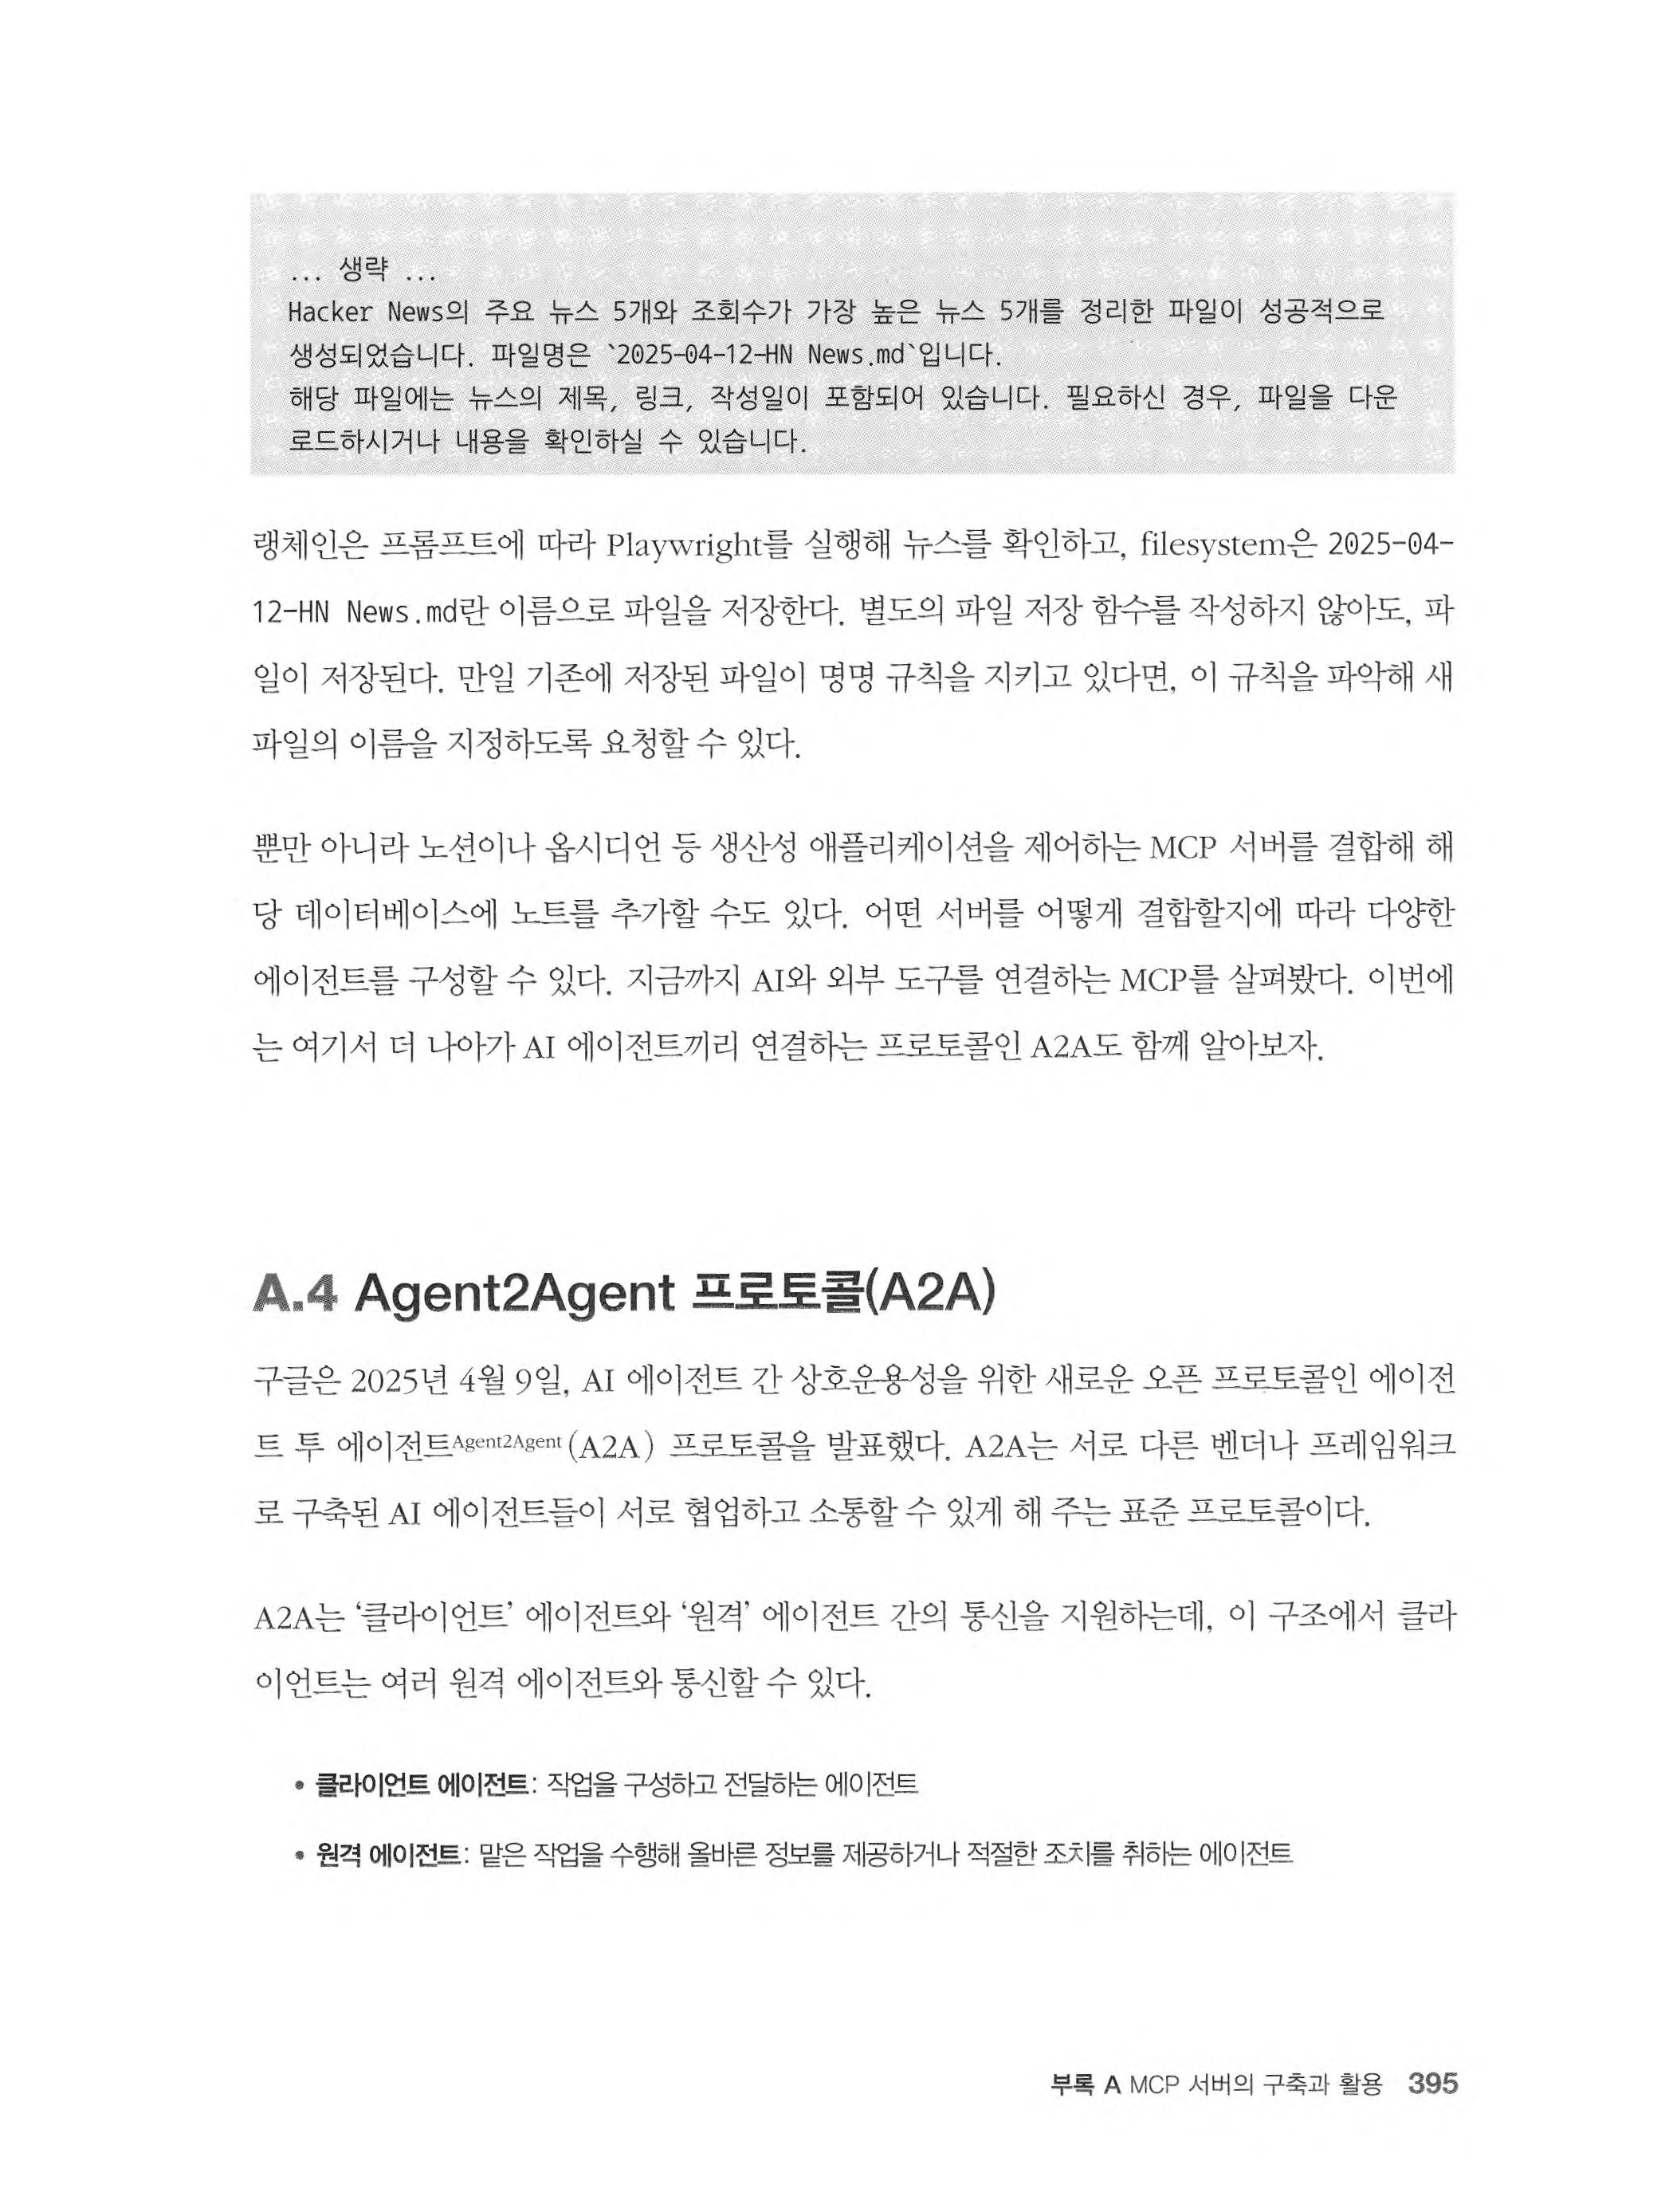 ... 생략 ...
Hacker News의 주요 뉴스 5개와 조회수가 가장 높은 뉴스 5개를 정리한 파일이 성공적으로
생성되었습니다. 파일명은 `2025-04-12-HN News.md`입니다.
해당 파일에는 뉴스의 제목, 링크, 작성일이 포함되어 있습니다. 필요하신 경우, 파일을 다운
로드하시거나 내용을 확인하실 수 있습니다.
랭체인은 프롬프트에 따라 Playwright를 실행해 뉴스를 확인하고, filesystem은 2025-04-
12-HN News.md란 이름으로 파일을 저장한다. 별도의 파일 저장 함수를 작성하지 않아도, 파
일이 저장된다. 만일 기존에 저장된 파일이 명명 규칙을 지키고 있다면, 이 규칙을 파악해 새
파일의 이름을 지정하도록 요청할 수 있다.
뿐만 아니라 노션이나 옵시디언 등 생산성 애플리케이션을 제어하는 MCP 서버를 결합해 해
당 데이터베이스에 노트를 추가할 수도 있다. 어떤 서버를 어떻게 결합할지에 따라 다양한
에이전트를 구성할 수 있다. 지금까지 AI와 외부 도구를 연결하는 MCP를 살펴봤다. 이번에
는 여기서 더 나아가 AI 에이전트끼리 연결하는 프로토콜인 A2A도 함께 알아보자.
A.4 Agent2Agent 프로토콜(A2A)
구글은 2025년 4월 9일, AI 에이전트 간 상호운용성을 위한 새로운 오픈 프로토콜인 에이전
트 투 에이전트Agent2Agent(A2A) 프로토콜을 발표했다. A2A는 서로 다른 벤더나 프레임워크
로 구축된 AI 에이전트들이 서로 협업하고 소통할 수 있게 해 주는 표준 프로토콜이다.
A2A는 ‘클라이언트’ 에이전트와 ‘원격’ 에이전트 간의 통신을 지원하는데, 이 구조에서 클라
이언트는 여러 원격 에이전트와 통신할 수 있다.
• 클라이언트 에이전트: 작업을 구성하고 전달하는 에이전트
• 원격 에이전트: 맡은 작업을 수행해 올바른 정보를 제공하거나 적절한 조치를 취하는 에이전트
부록 A MCP 서버의 구축과 활용 395